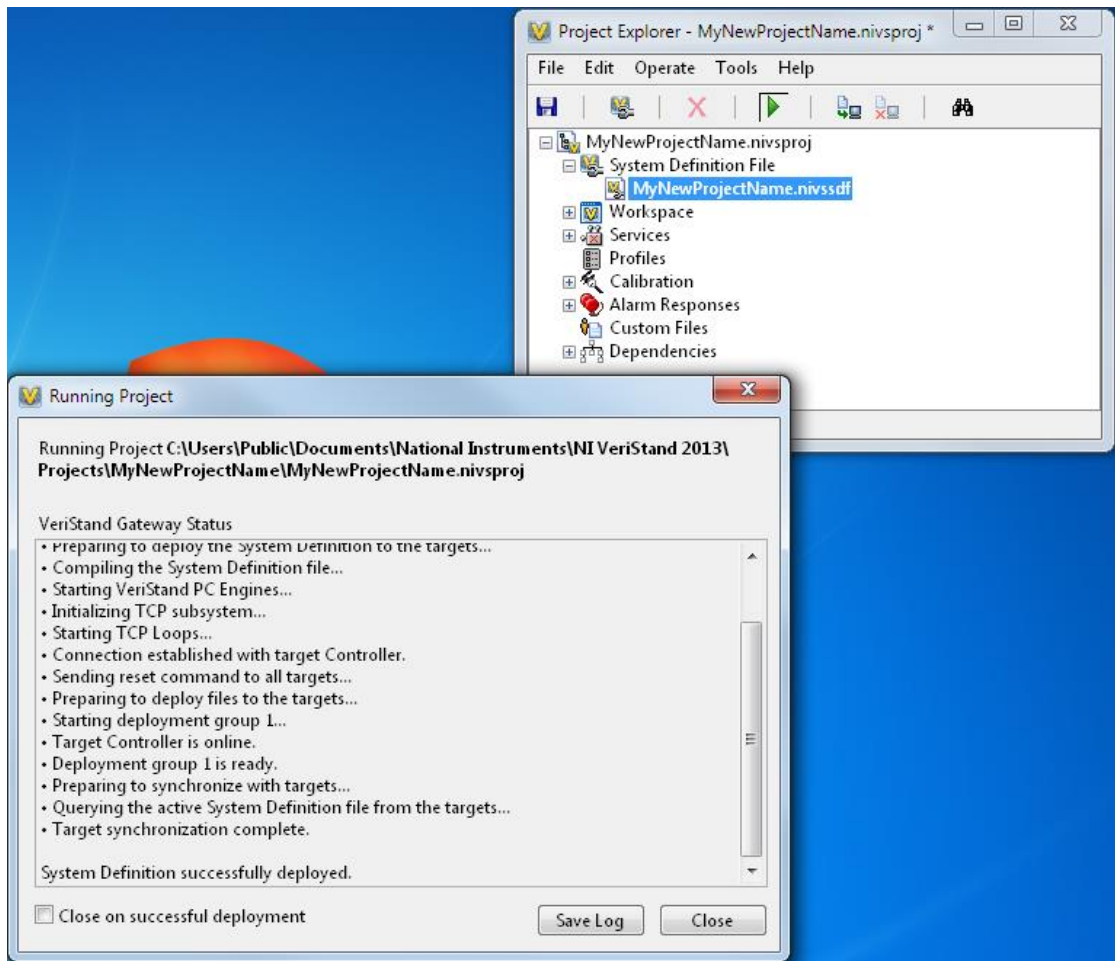 Project Explorer - MyNewProjectName.nivsproj *
File Edit Operate Tools Help
MyNewProjectName.nivsproj
System Definition File
MyNewProjectName.nivssdf
Workspace
Services
Profiles
Calibration
Alarm Responses
Custom Files
Dependencies
Running Project
Running Project C:\Users\Public\Documents\National Instruments\NI VeriStand 2013\
Projects\MyNewProjectName\MyNewProjectName.nivsproj
VeriStand Gateway Status
• Preparing to deploy the System Definition to the targets...
• Compiling the System Definition file...
• Starting VeriStand PC Engines...
• Initializing TCP subsystem...
• Starting TCP Loops...
• Connection established with target Controller.
• Sending reset command to all targets...
• Preparing to deploy files to the targets...
• Starting deployment group 1...
• Target Controller is online.
• Deployment group 1 is ready.
• Preparing to synchronize with targets...
• Querying the active System Definition file from the targets...
• Target synchronization complete.
System Definition successfully deployed.
Close on successful deployment
Save Log
Close